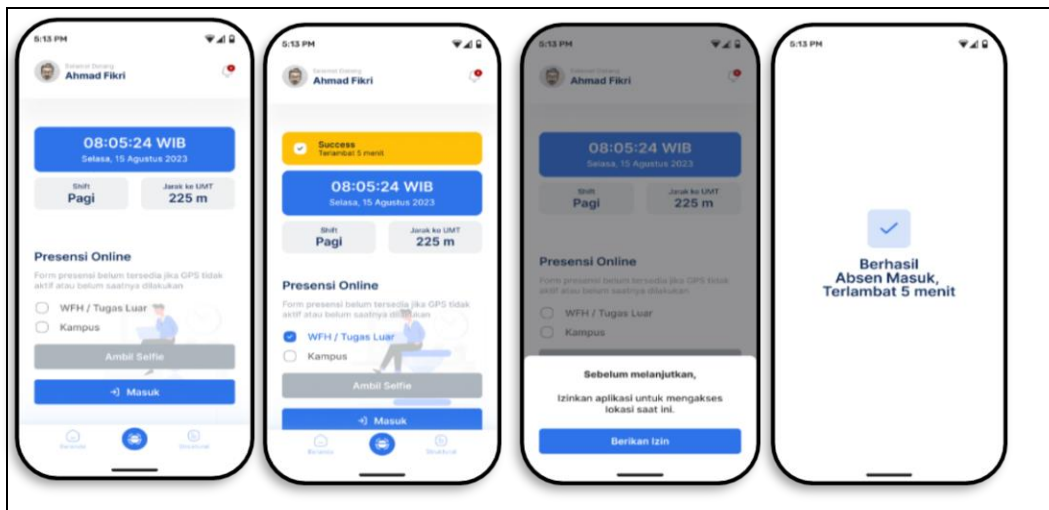 5:13 PM
Selamat Datang
Ahmad Fikri
08:05:24 WIB
Selasa, 15 Agustus 2023
Shift
Pagi
Jarak ke UMT
225 m
Presensi Online
Form presensi belum tersedia jika GPS tidak
aktif atau belum saatnya dilakukan
WFH / Tugas Luar
Kampus
Ambil Selfie
Masuk
Beranda
5:13 PM
Selamat Datang
Ahmad Fikri
Success
Terlambat 5 menit
08:05:24 WIB
Selasa, 15 Agustus 2023
Shift
Pagi
Jarak ke UMT
225 m
Presensi Online
Form presensi belum tersedia jika GPS tidak
aktif atau belum saatnya dilakukan
WFH / Tugas Luar
Kampus
Ambil Selfie
Masuk
Beranda
5:13 PM
Selamat Datang
Ahmad Fikri
08:05:24 WIB
Selasa, 15 Agustus 2023
Shift
Pagi
Jarak ke UMT
225 m
Presensi Online
Form presensi belum tersedia jika GPS tidak
aktif atau belum saatnya dilakukan
WFH / Tugas Luar
Kampus
Sebelum melanjutkan,
Izinkan aplikasi untuk mengakses
lokasi saat ini.
Berikan Izin
5:13 PM
Berhasil
Absen Masuk,
Terlambat 5 menit